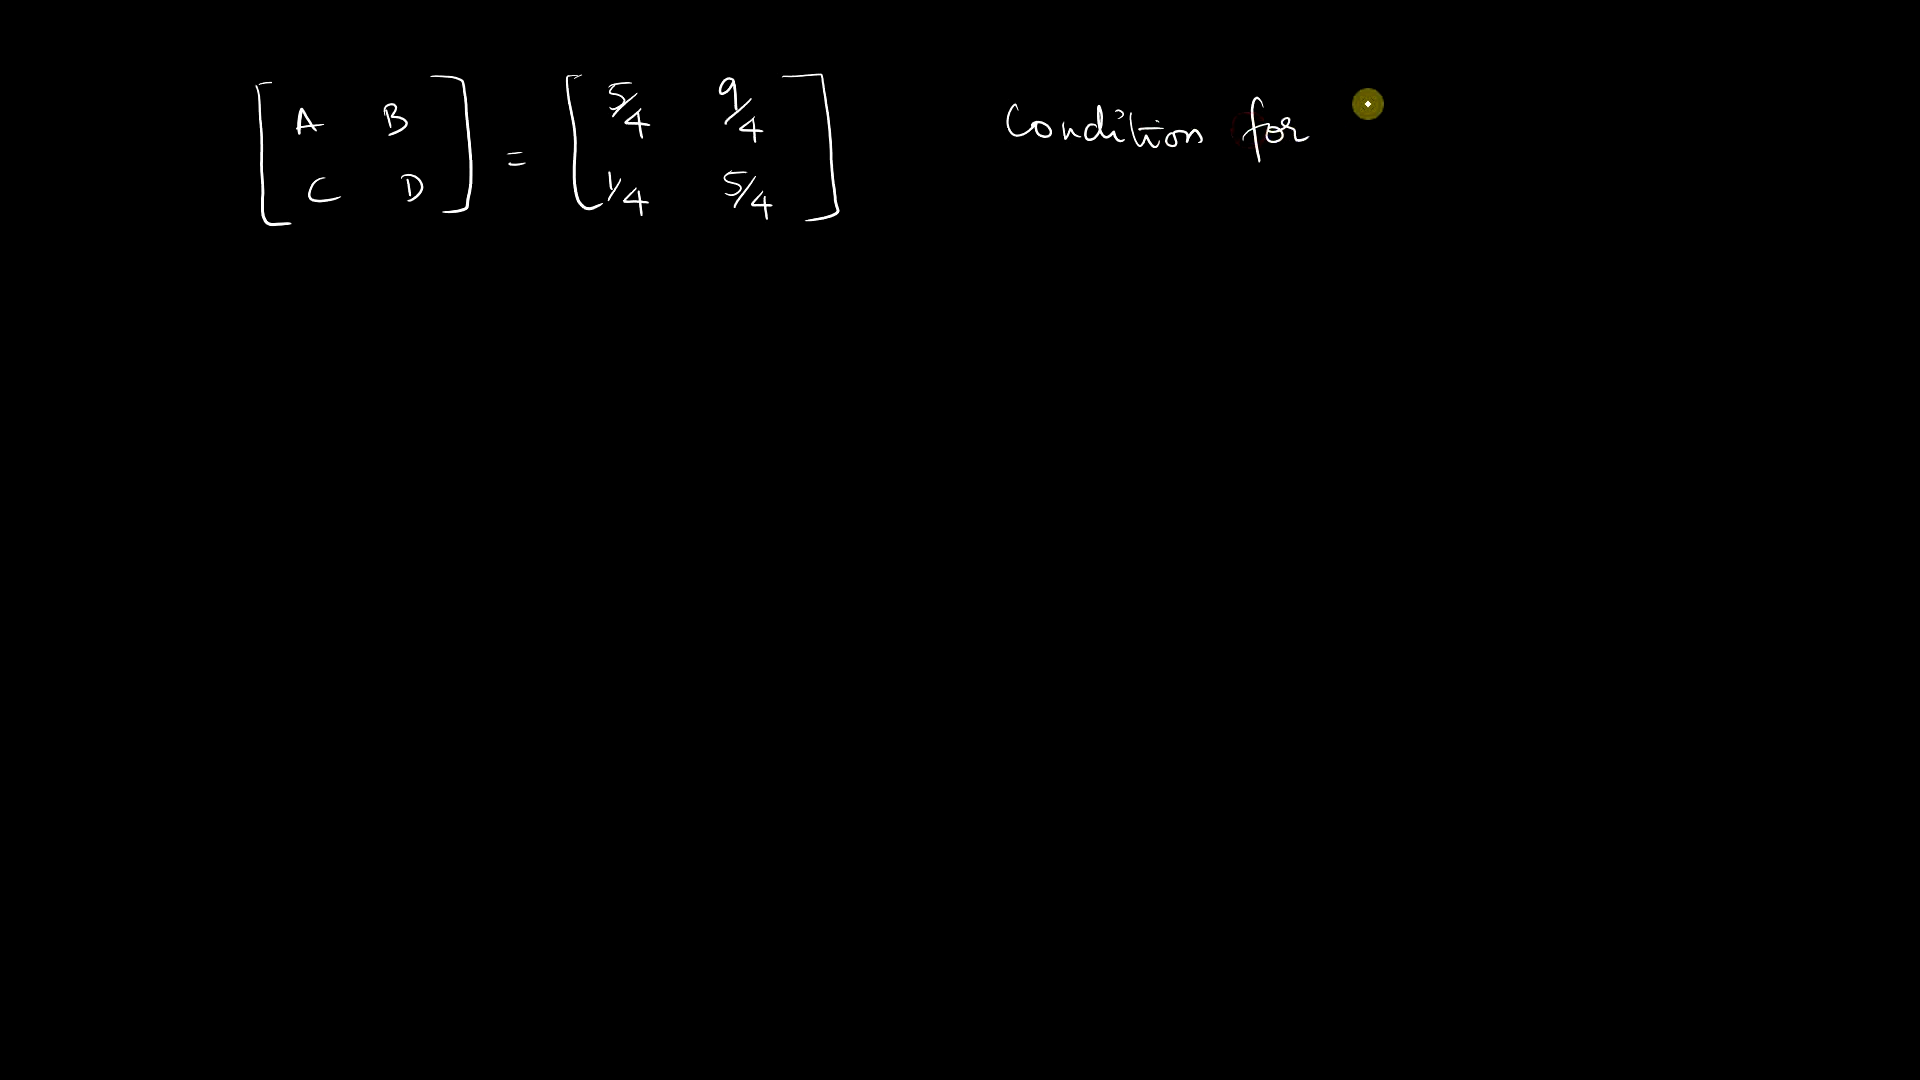 [A B; C D] = [5/4 9/4; 1/4 5/4] Condition for